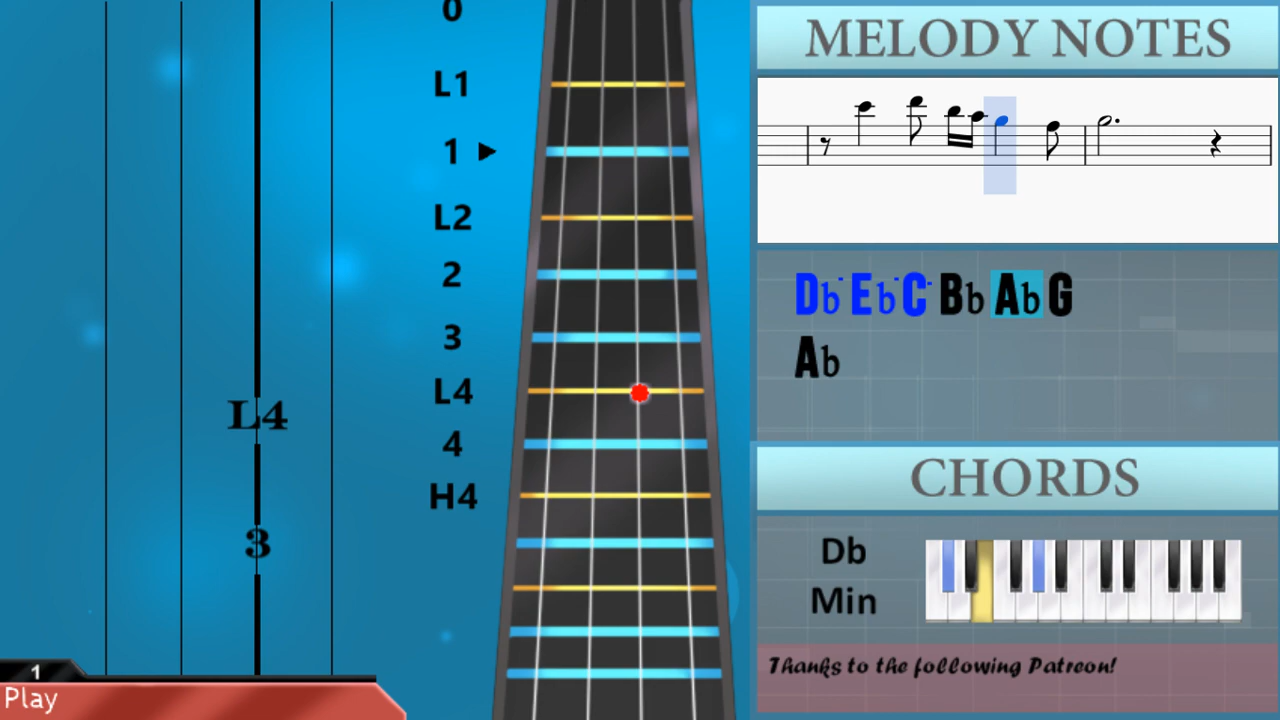 0
L1
1
L2
2
3
L4
4
H4
L4
3
1
Play
MELODY NOTES
Db Eb C Bb Ab G
Ab
CHORDS
Db
Min
Thanks to the following Patreon!